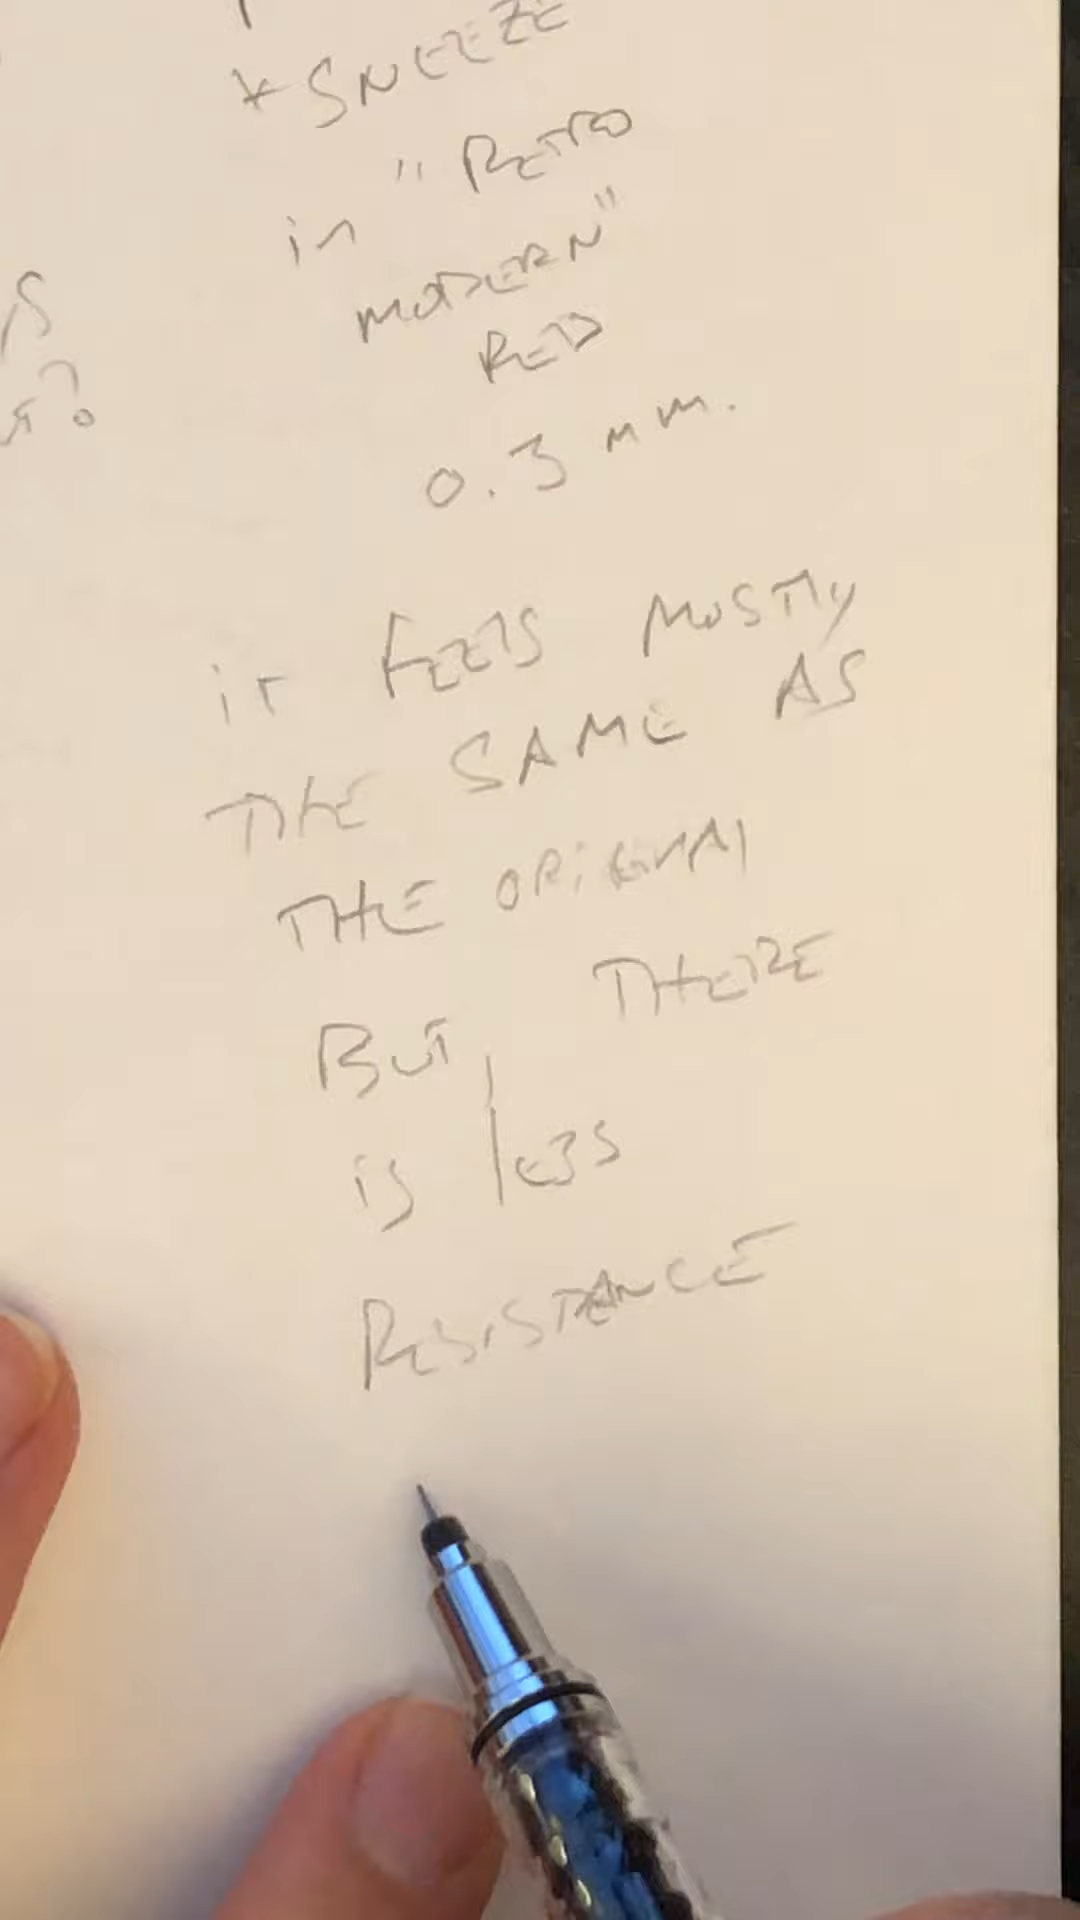 * SNEEZE
in "RETRO
MODERN"
RED
0.3 mm.
iT FEELS MOSTLY
THE SAME AS
THE ORIGINAL
BUT, THERE
is less
RESISTANCE